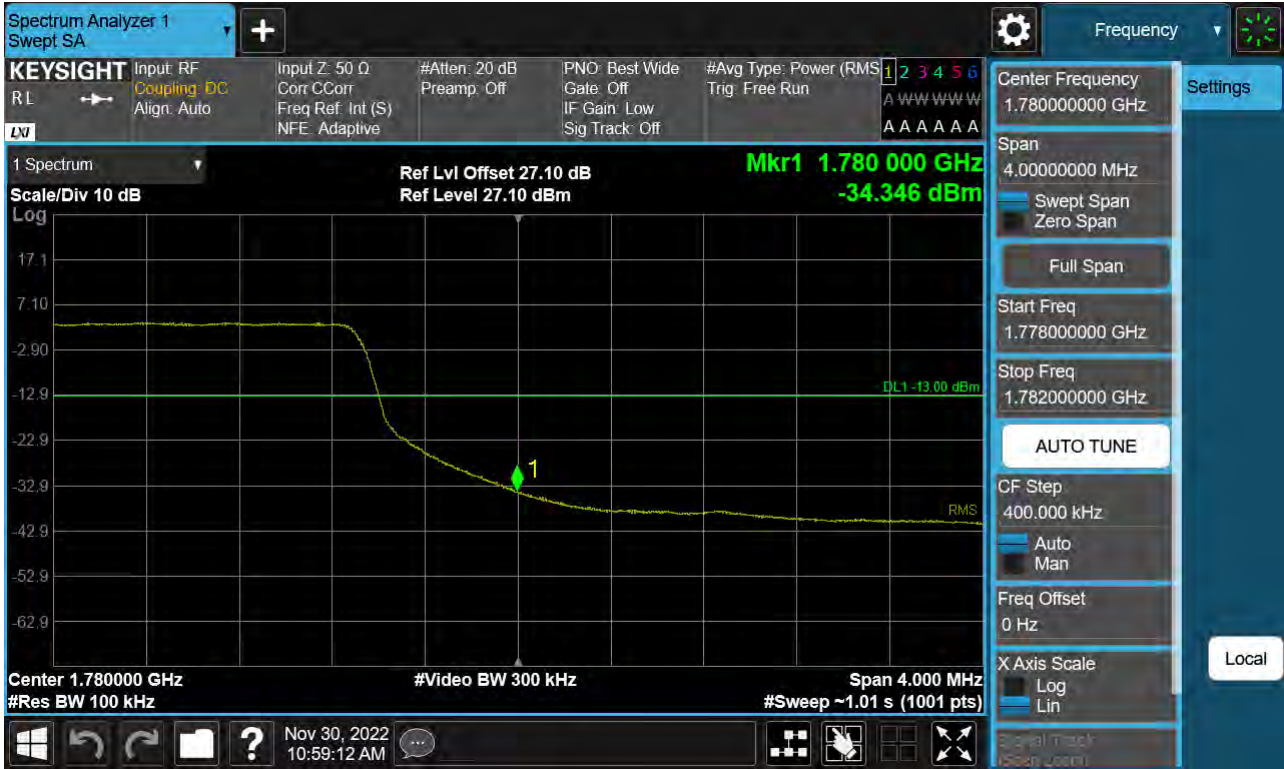 Spectrum Analyzer 1
Swept SA
+
Frequency
KEYSIGHT
RL
LXI
Input: RF
Coupling: DC
Align: Auto
Input Z: 50 Ω
Corr CCorr
Freq Ref: Int (S)
NFE: Adaptive
#Atten: 20 dB
Preamp: Off
PNO: Best Wide
Gate: Off
IF Gain: Low
Sig Track: Off
#Avg Type: Power (RMS
Trig: Free Run
1 2 3 4 5 6
A W W W W W
A A A A A A
1 Spectrum
Scale/Div 10 dB
Log
Ref Lvl Offset 27.10 dB
Ref Level 27.10 dBm
Mkr1 1.780 000 GHz
-34.346 dBm
17.1
7.10
-2.90
-12.9
-22.9
-32.9
-42.9
-52.9
-62.9
DL1 -13.00 dBm
1
RMS
Center 1.780000 GHz
#Res BW 100 kHz
#Video BW 300 kHz
Span 4.000 MHz
#Sweep ~1.01 s (1001 pts)
Center Frequency
1.780000000 GHz
Settings
Span
4.00000000 MHz
Swept Span
Zero Span
Full Span
Start Freq
1.778000000 GHz
Stop Freq
1.782000000 GHz
AUTO TUNE
CF Step
400.000 kHz
Auto
Man
Freq Offset
0 Hz
X Axis Scale
Log
Lin
Local
Signal Track
(Span Zoom)
?
Nov 30, 2022
10:59:12 AM